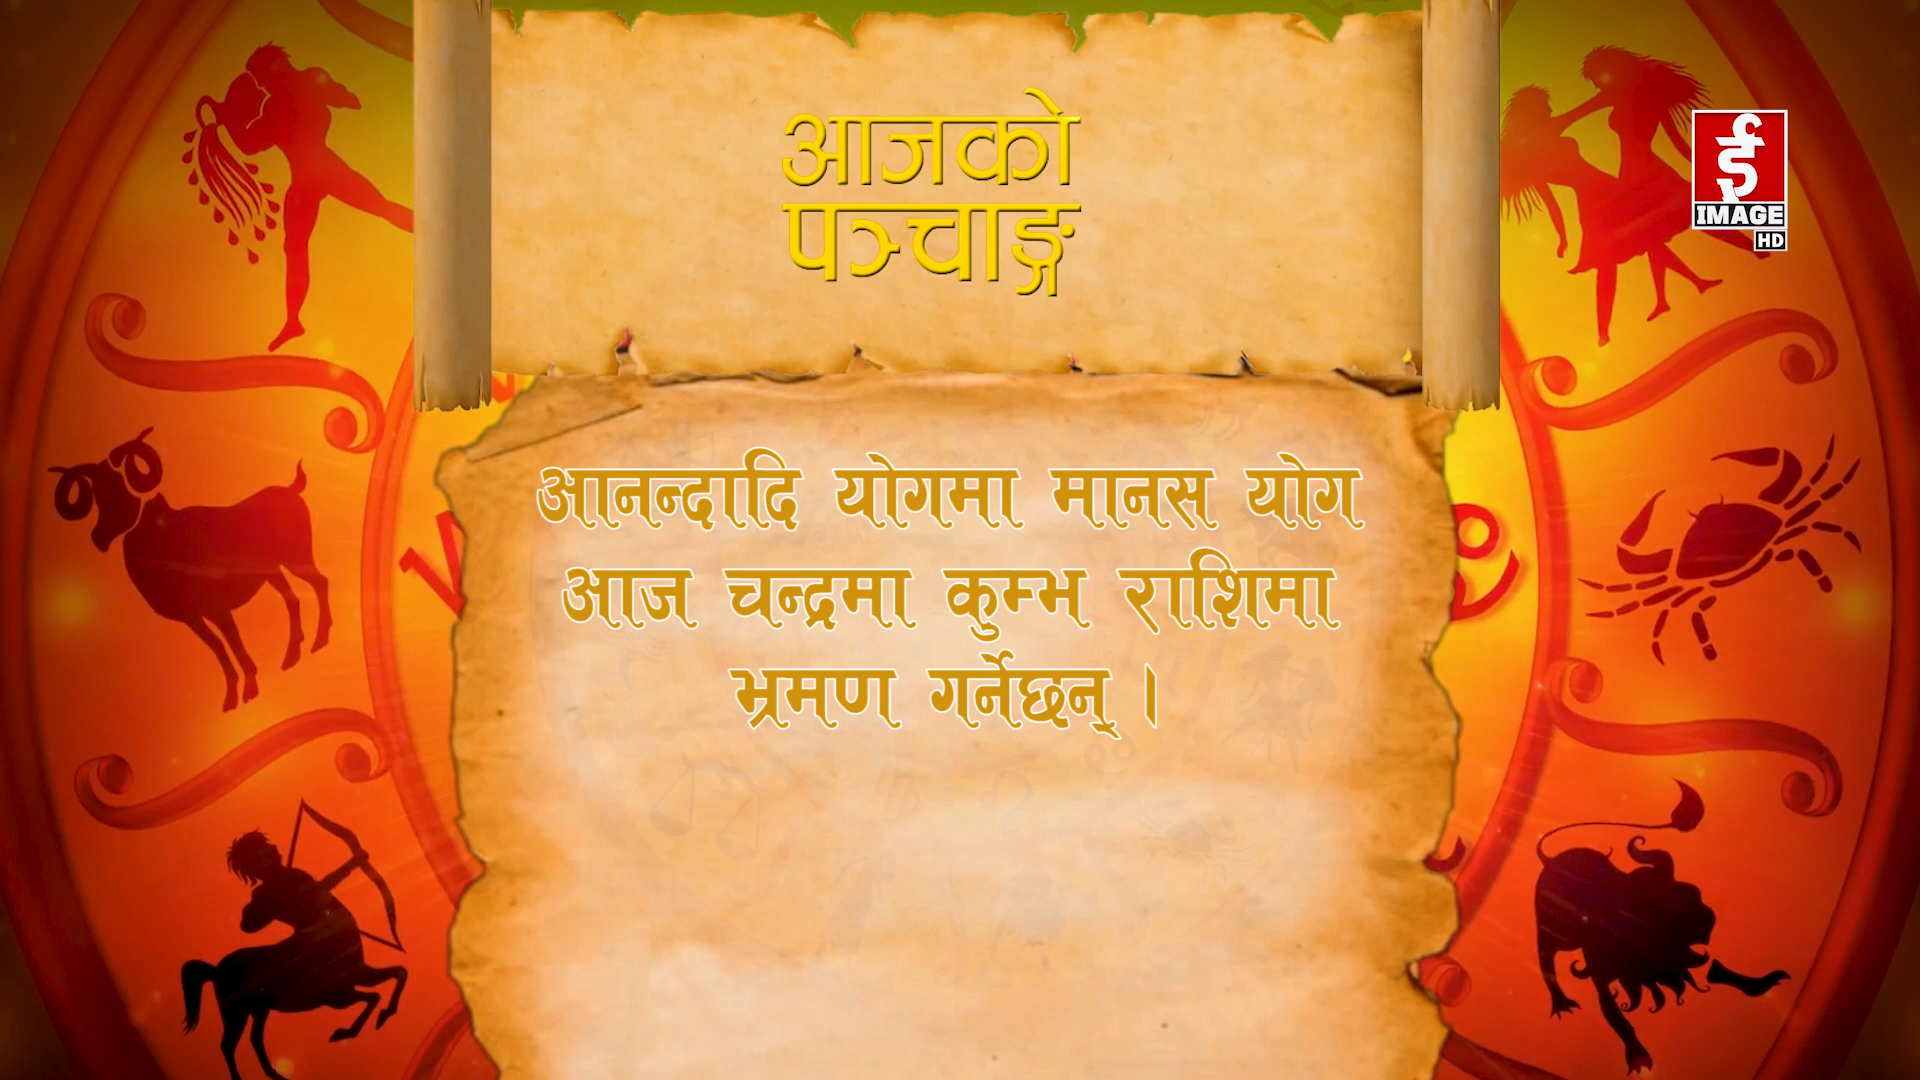 आजको
पञ्चाङ्ग
IMAGE
HD
आनन्दादि योगमा मानस योग
आज चन्द्रमा कुम्भ राशिमा
भ्रमण गर्नेछन् ।